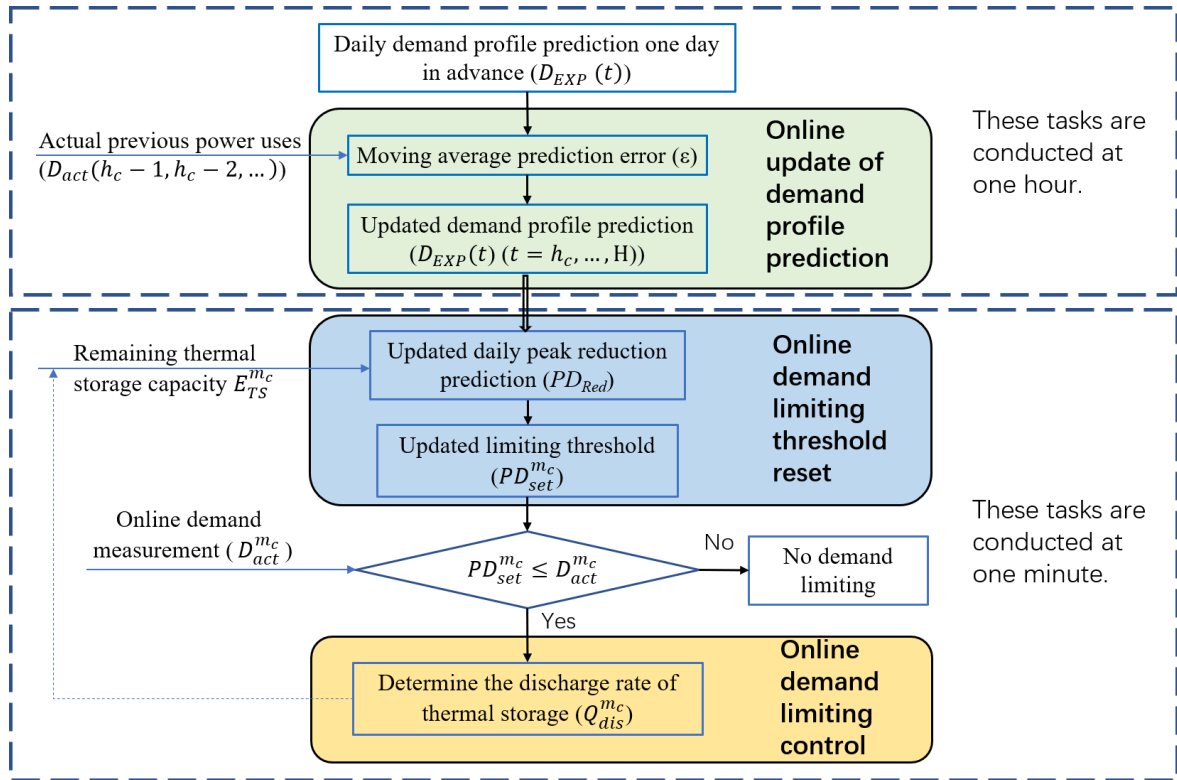 Daily demand profile prediction one day
in advance (D_EXP (t))
Actual previous power uses
(D_act(h_c − 1, h_c − 2, … ))
Moving average prediction error (ε)
Updated demand profile prediction
(D_EXP(t) (t = h_c, … , H))
Online
update of
demand
profile
prediction
These tasks are
conducted at
one hour.
Remaining thermal
storage capacity E_TS^{m_c}
Updated daily peak reduction
prediction (PD_Red)
Updated limiting threshold
(PD_set^{m_c})
Online
demand
limiting
threshold
reset
Online demand
measurement ( D_act^{m_c})
PD_set^{m_c} ≤ D_act^{m_c}
No
No demand
limiting
Yes
These tasks are
conducted at
one minute.
Determine the discharge rate of
thermal storage (Q_dis^{m_c})
Online
demand
limiting
control